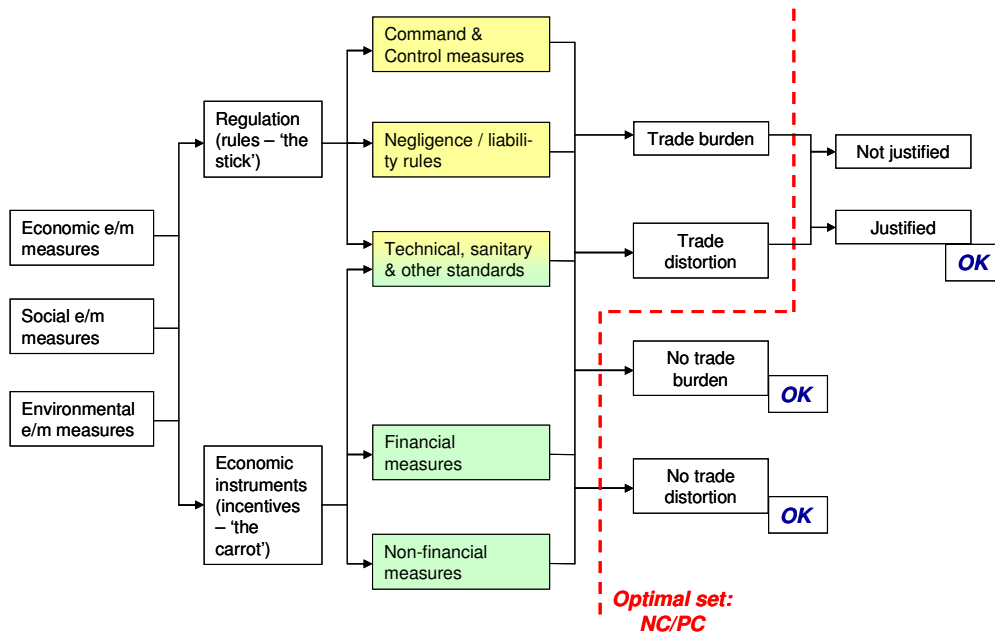 Economic e/m
measures
Social e/m
measures
Environmental
e/m measures
Regulation
(rules – ‘the
stick’)
Economic
instruments
(incentives
– ‘the
carrot’)
Command &
Control measures
Negligence / liabili-
ty rules
Technical, sanitary
& other standards
Financial
measures
Non-financial
measures
Trade burden
Trade
distortion
No trade
burden
OK
No trade
distortion
OK
Not justified
Justified
OK
Optimal set:
NC/PC